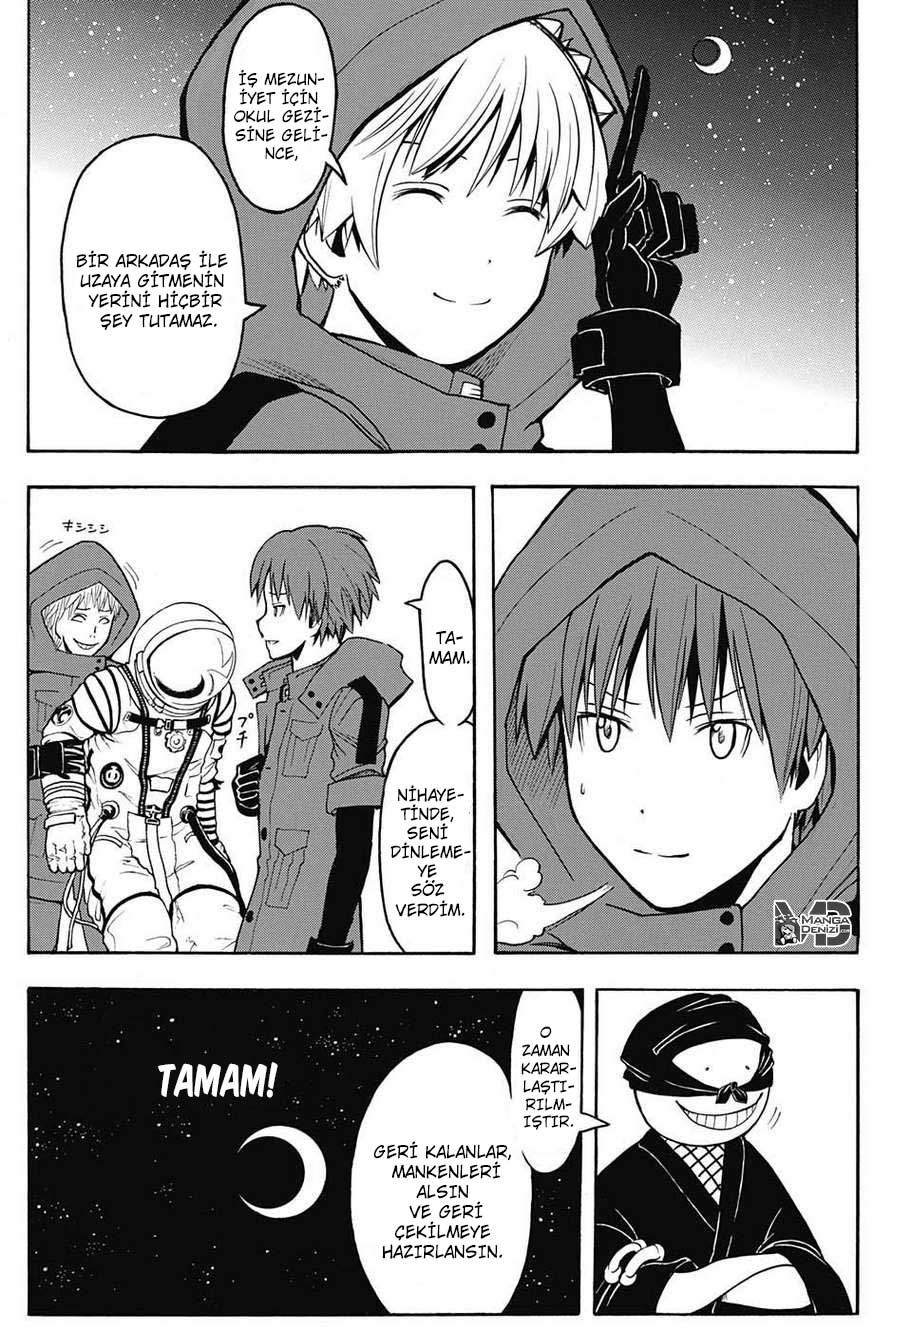 İŞ MEZUN-
İYET İÇİN
OKUL GEZİ-
SİNE GELİ-
NCE,
BİR ARKADAŞ İLE
UZAYA GİTMENİN
YERİNİ HİÇBİR
ŞEY TUTAMAZ.
TA-
MAM.
NİHAYE-
TİNDE,
SENİ
DİNLEME-
YE
SÖZ
VERDİM.
キシシシ
プチ
MANGA
DENİZİ.com
O
ZAMAN
KARAR-
LAŞTI-
RILM-
IŞTIR.
GERİ KALANLAR,
MANKENLERİ
ALSIN
VE GERİ
ÇEKİLMEYE
HAZIRLANSIN.
TAMAM!